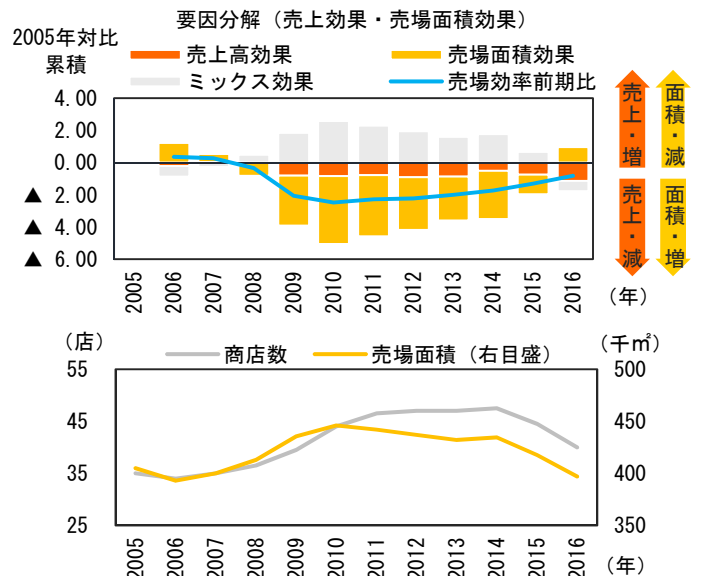 要因分解（売上効果・売場面積効果）
2005年対比
累積
売上高効果
売場面積効果
ミックス効果
売場効率前期比
4.00
2.00
0.00
▲ 2.00
▲ 4.00
▲ 6.00
2005 2006 2007 2008 2009 2010 2011 2012 2013 2014 2015 2016
（年）
売上・増
面積・減
売上・減
面積・増
（店）
商店数
売場面積（右目盛）
（千㎡）
55
45
35
25
500
450
400
350
2005 2006 2007 2008 2009 2010 2011 2012 2013 2014 2015 2016
（年）